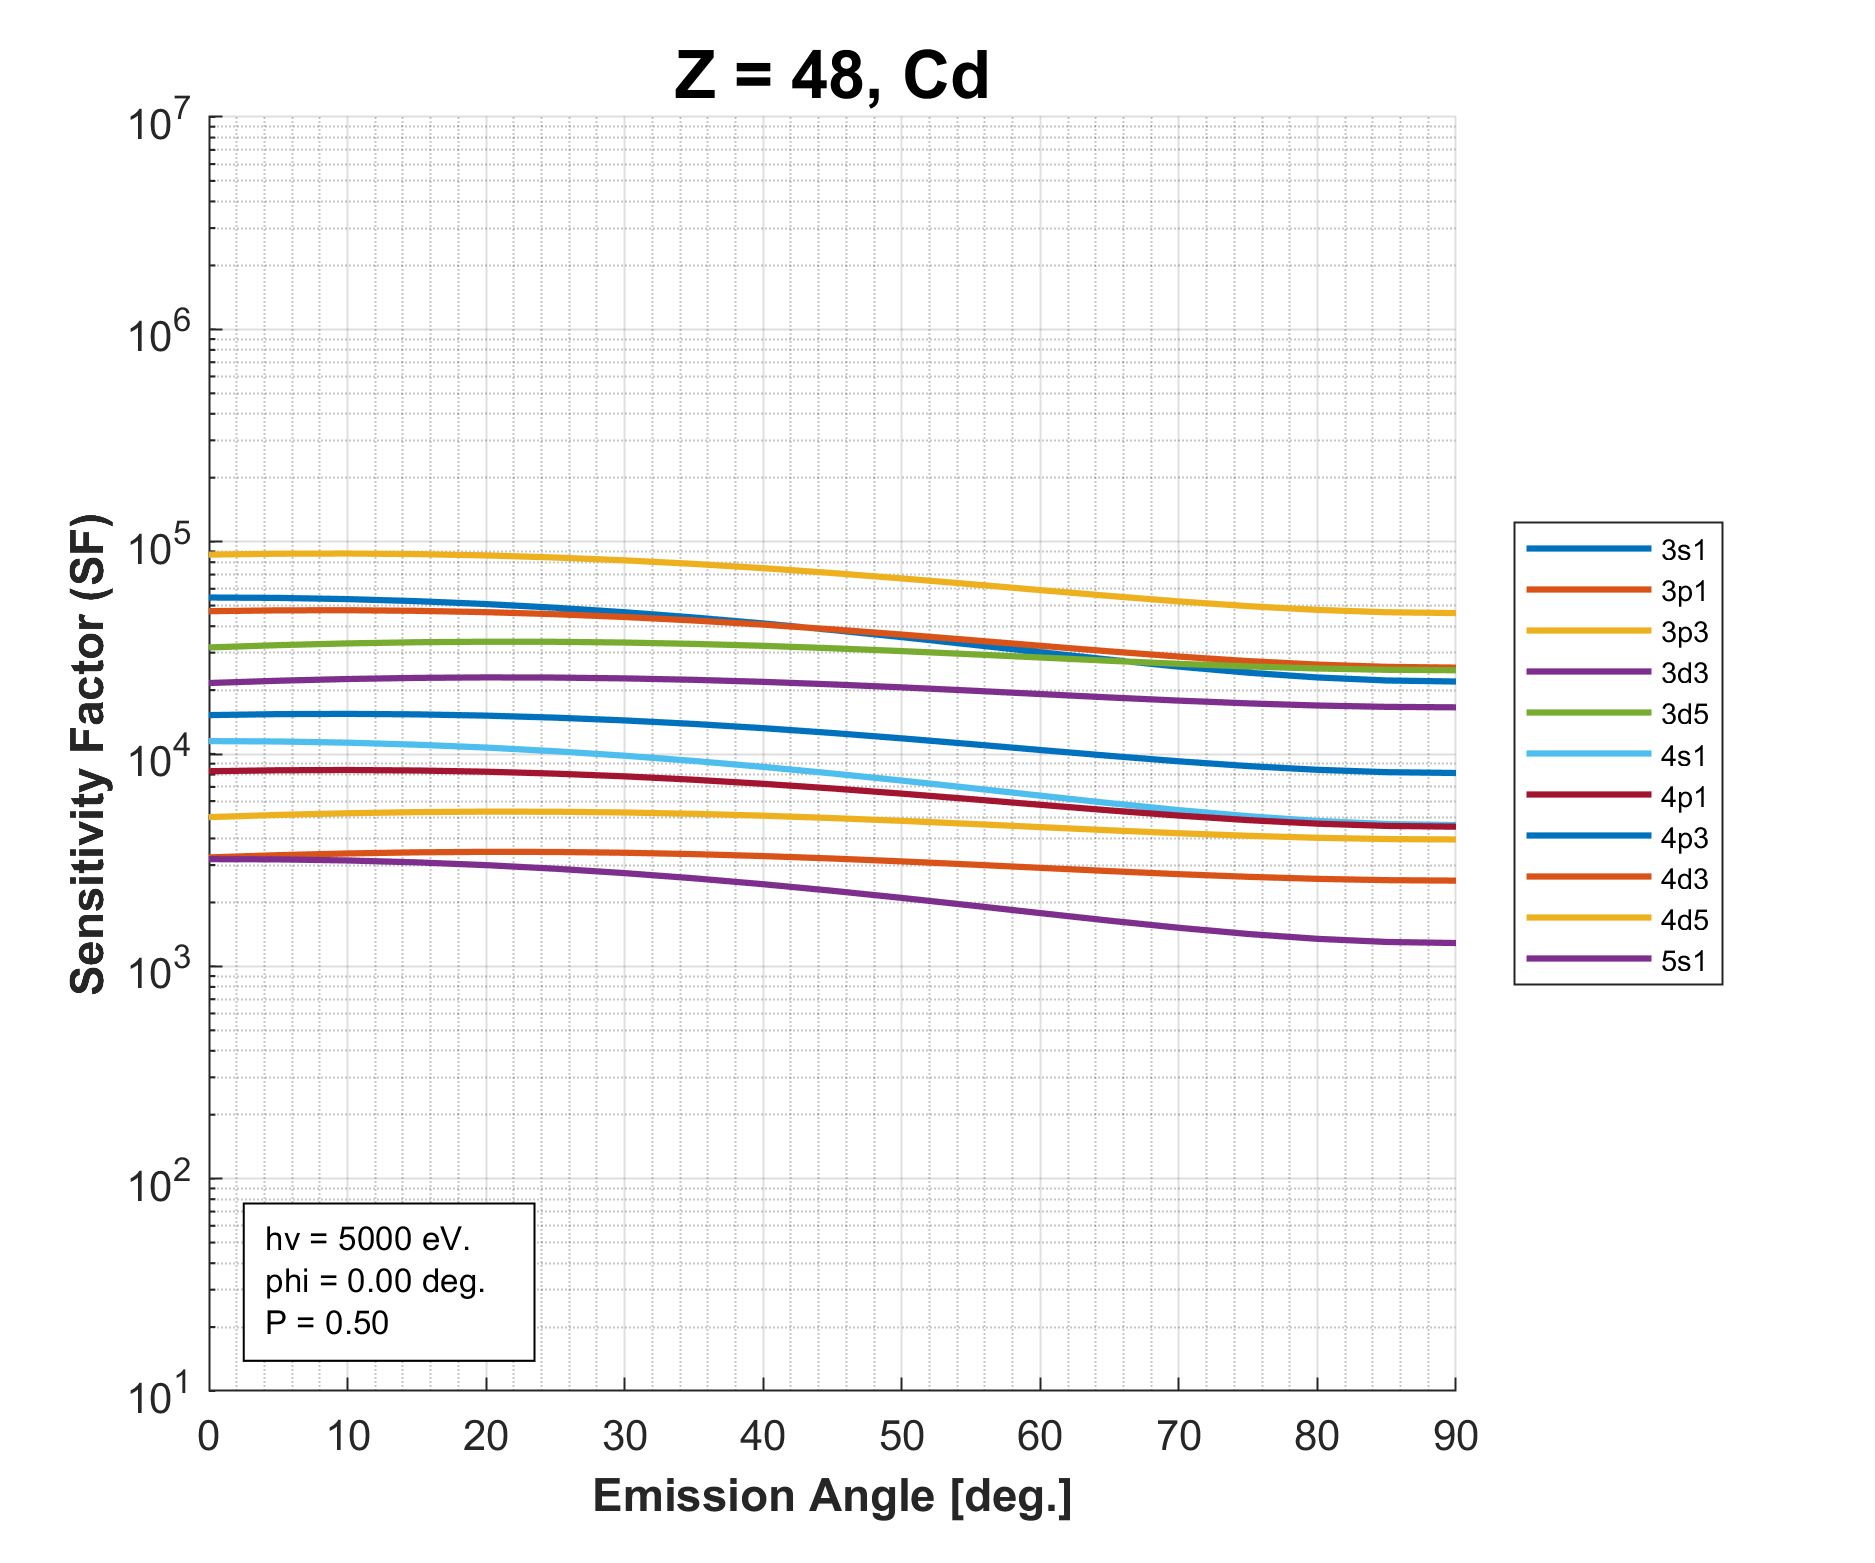 Z = 48, Cd
10^7
10^6
10^5
10^4
10^3
10^2
10^1
Sensitivity Factor (SF)
3s1
3p1
3p3
3d3
3d5
4s1
4p1
4p3
4d3
4d5
5s1
hv = 5000 eV.
phi = 0.00 deg.
P = 0.50
0 10 20 30 40 50 60 70 80 90
Emission Angle [deg.]